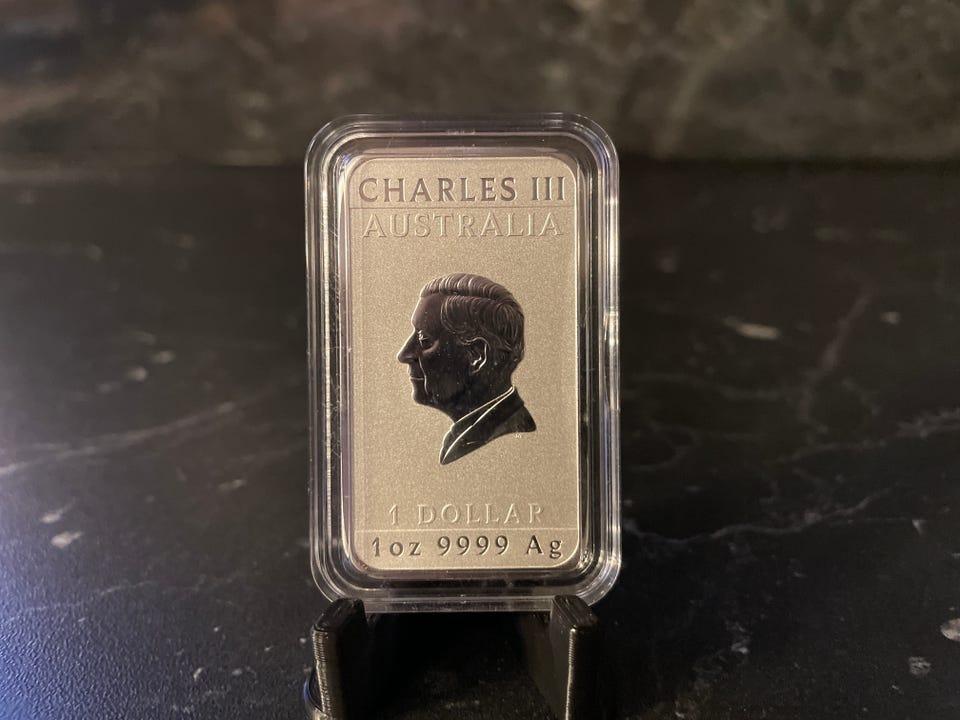 CHARLES III
AUSTRALIA
1 DOLLAR
1oz 9999 Ag